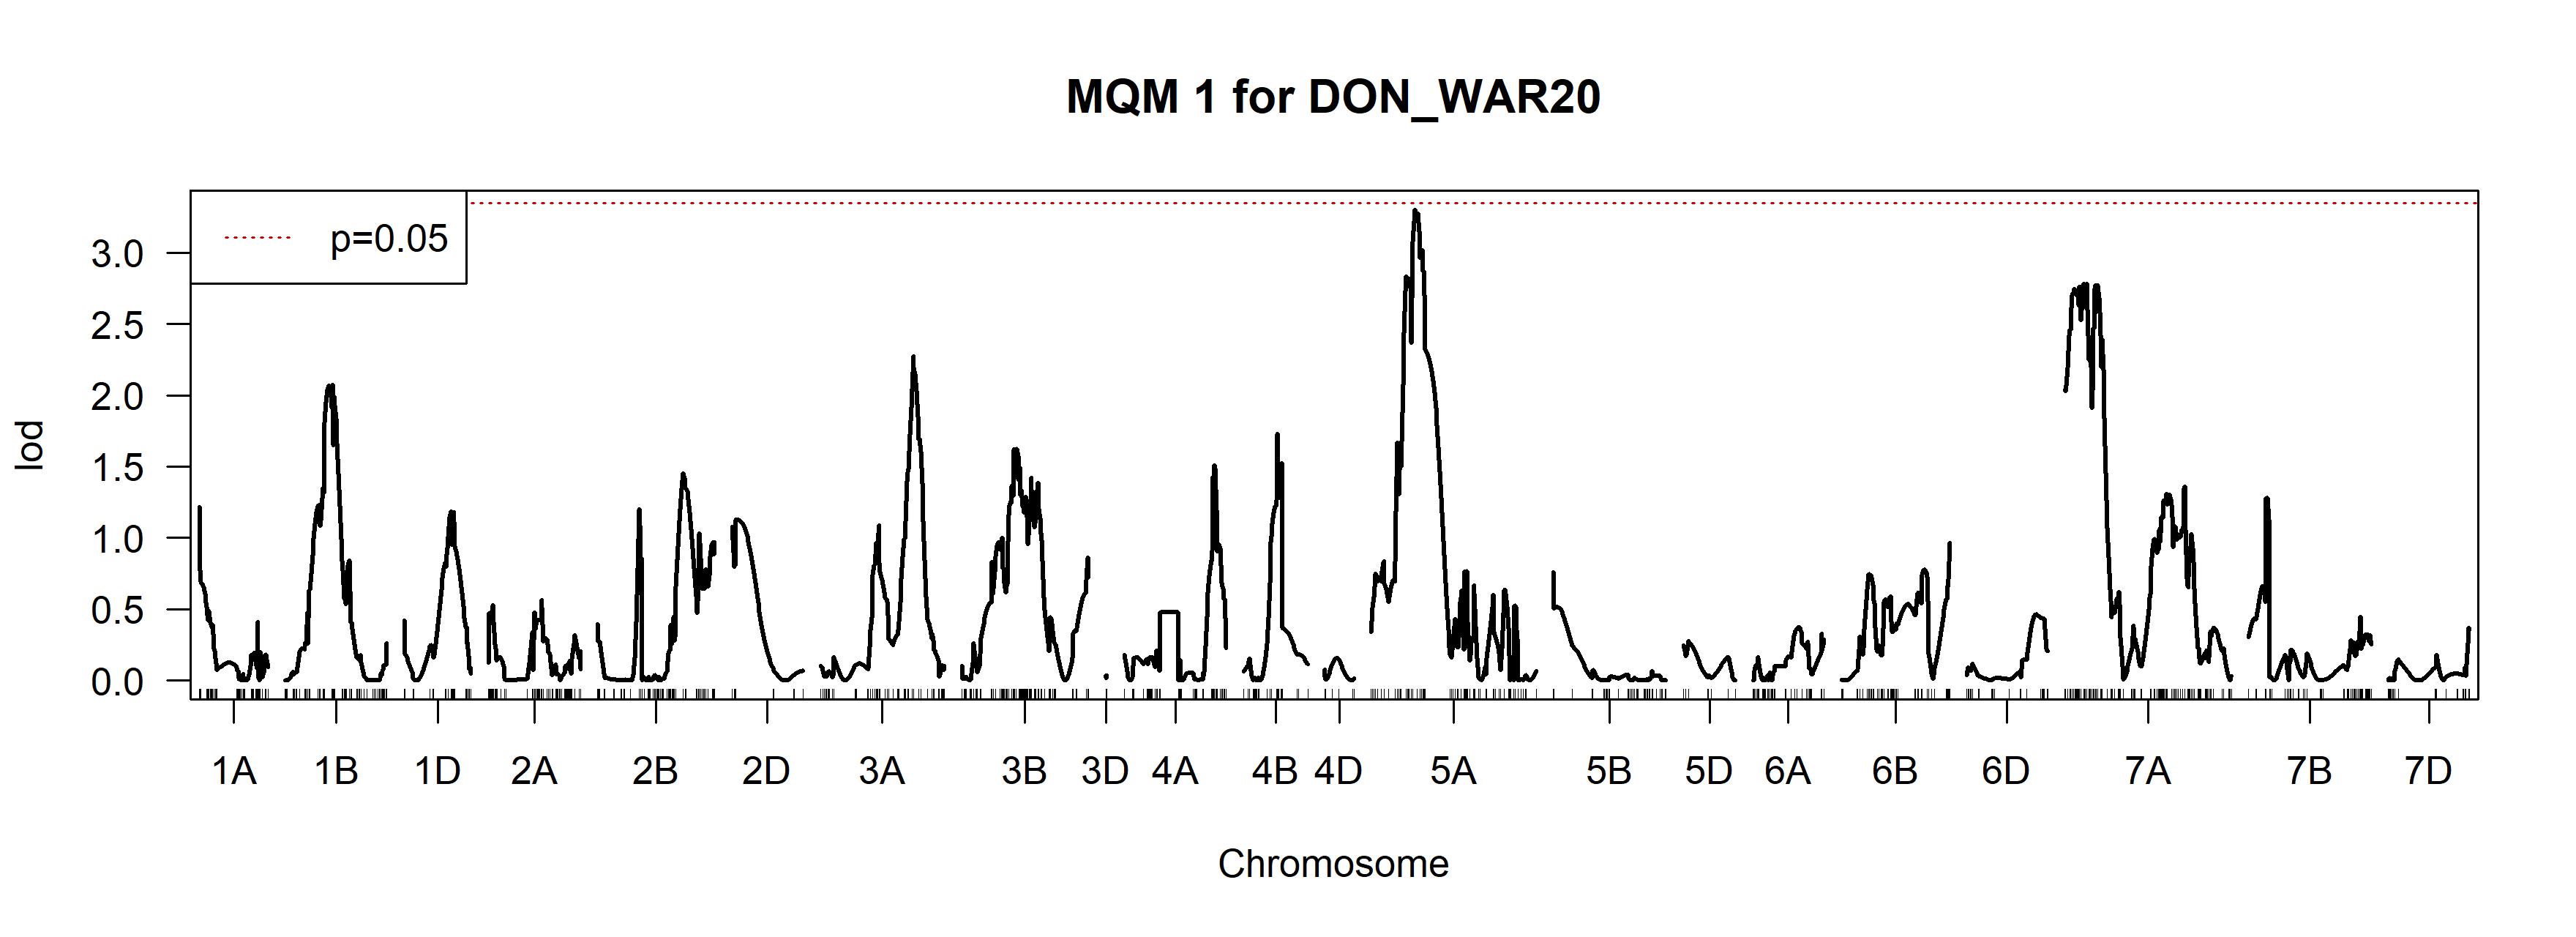 MQM 1 for DON_WAR20
p=0.05
3.0
2.5
2.0
1.5
1.0
0.5
0.0
lod
1A 1B 1D 2A 2B 2D 3A 3B 3D 4A 4B 4D 5A 5B 5D 6A 6B 6D 7A 7B 7D
Chromosome